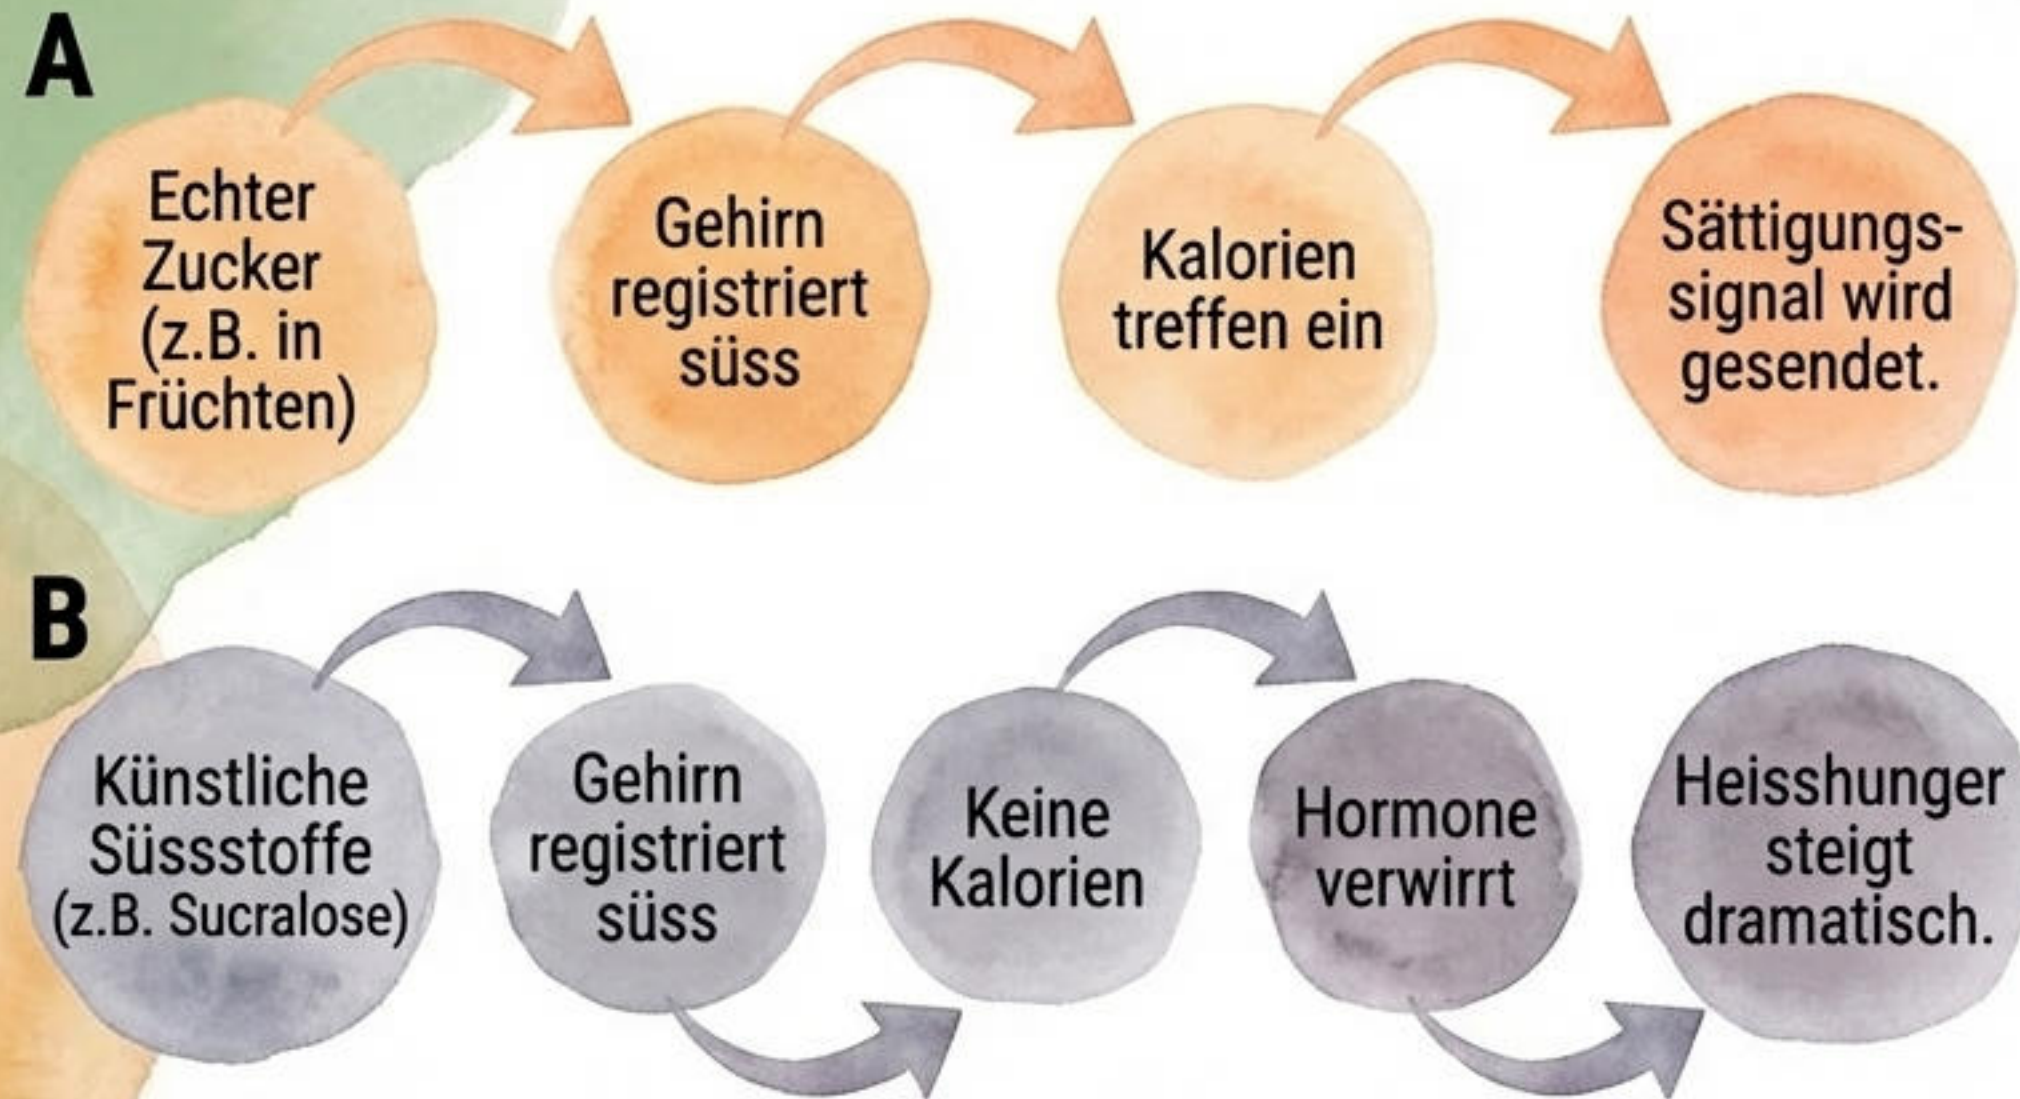 A
Echter
Zucker
(z.B. in
Früchten)
Gehirn
registriert
süss
Kalorien
treffen ein
Sättigungs-
signal wird
gesendet.
B
Künstliche
Süssstoffe
(z.B. Sucralose)
Gehirn
registriert
süss
Keine
Kalorien
Hormone
verwirrt
Heisshunger
steigt
dramatisch.